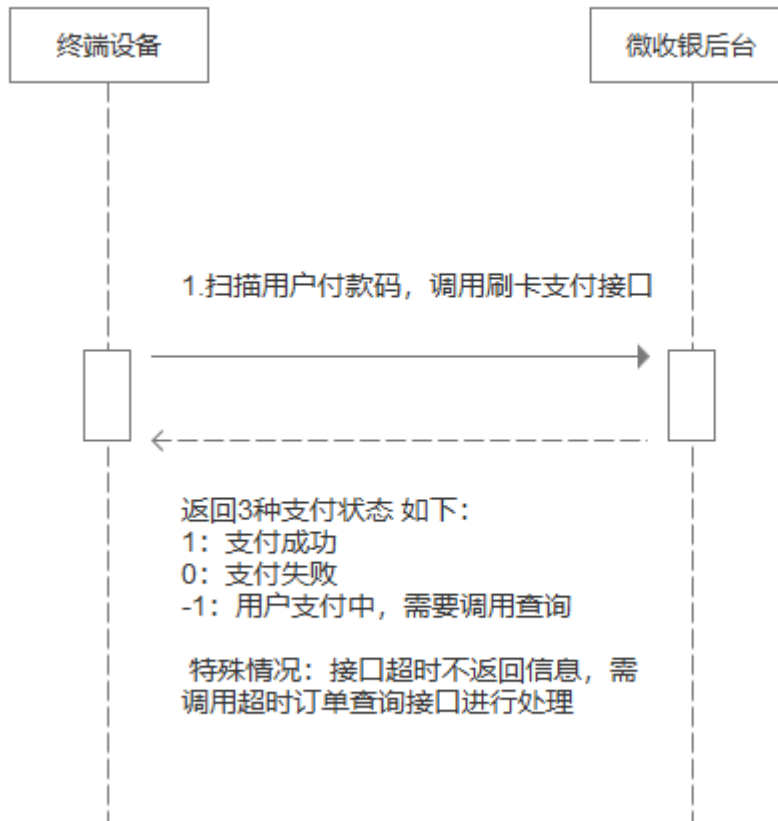 终端设备
微收银后台
1.扫描用户付款码，调用刷卡支付接口
返回3种支付状态 如下：
1：支付成功
0：支付失败
-1：用户支付中，需要调用查询
特殊情况：接口超时不返回信息，需
调用超时订单查询接口进行处理